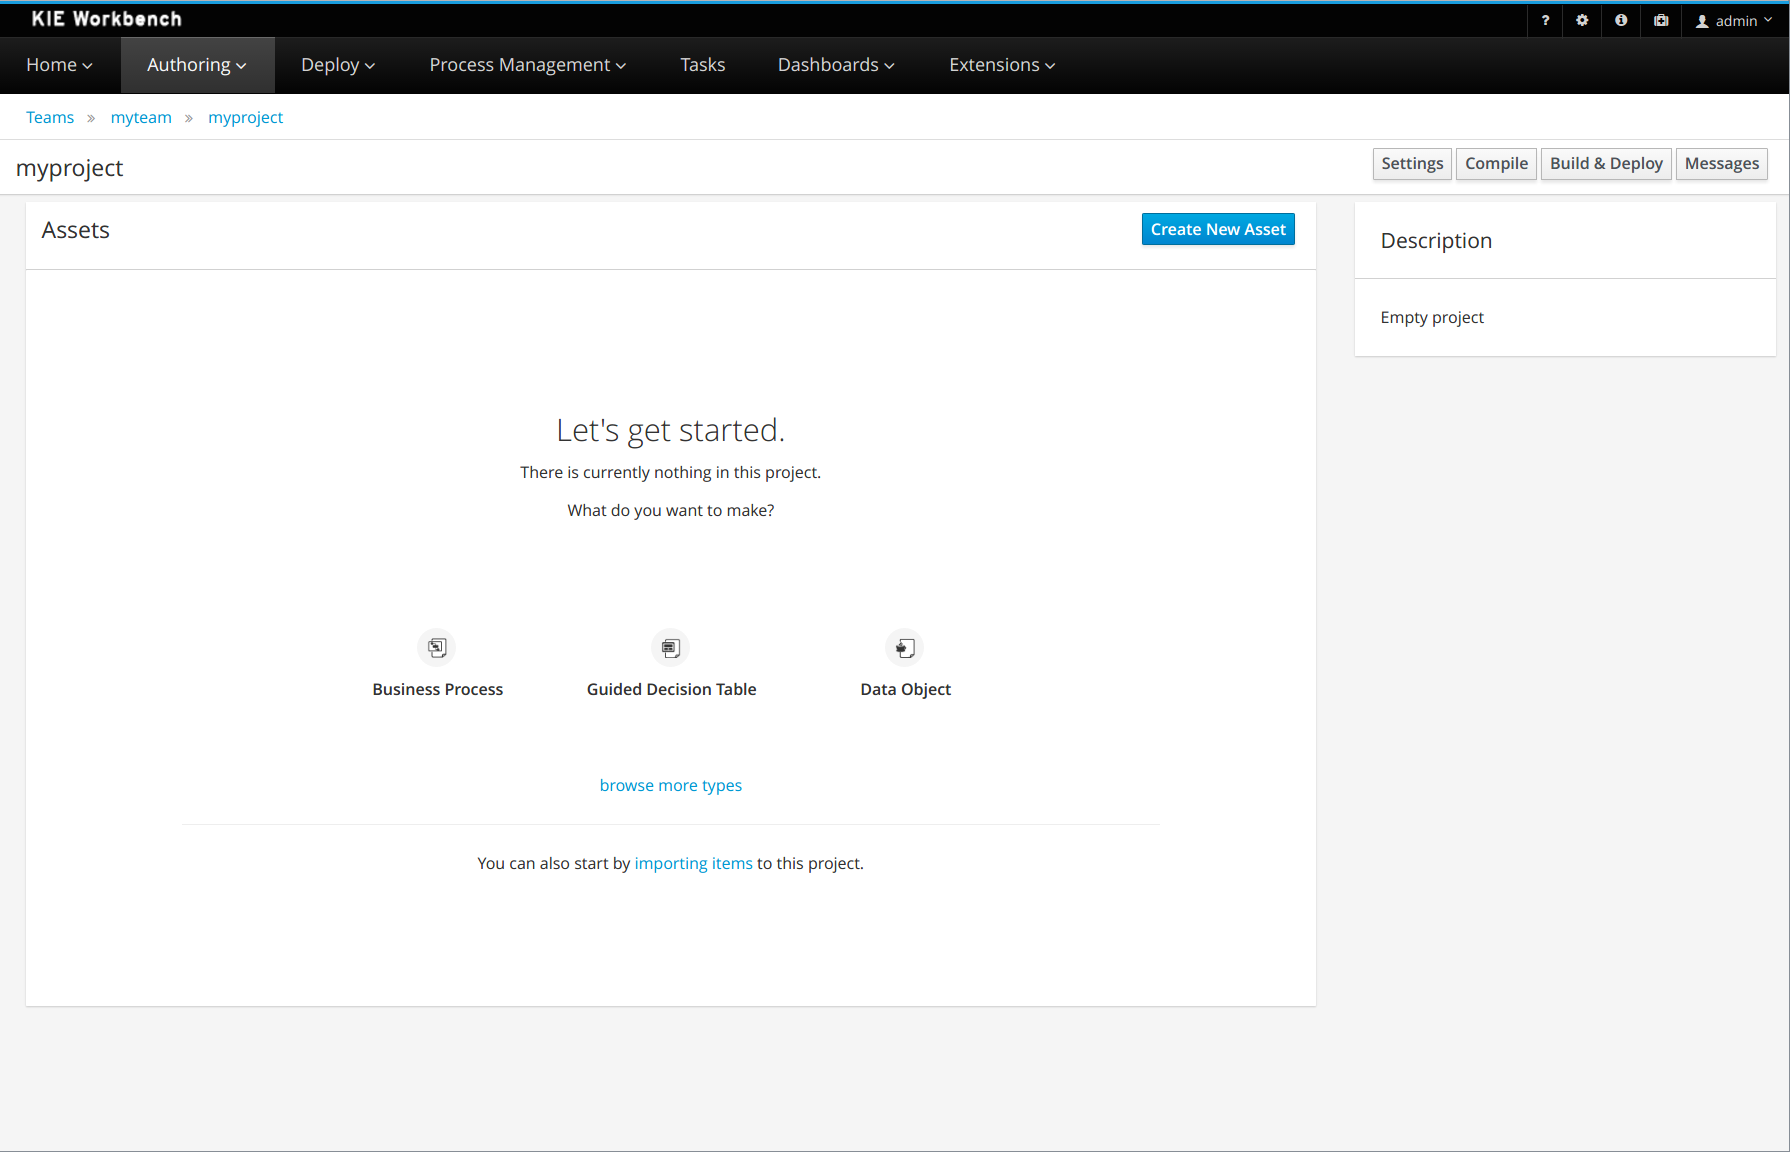 KIE Workbench
? admin
Home Authoring Deploy Process Management Tasks Dashboards Extensions
Teams » myteam » myproject
myproject
Settings Compile Build & Deploy Messages
Assets
Create New Asset
Let's get started.
There is currently nothing in this project.
What do you want to make?
Business Process Guided Decision Table Data Object
browse more types
You can also start by importing items to this project.
Description
Empty project